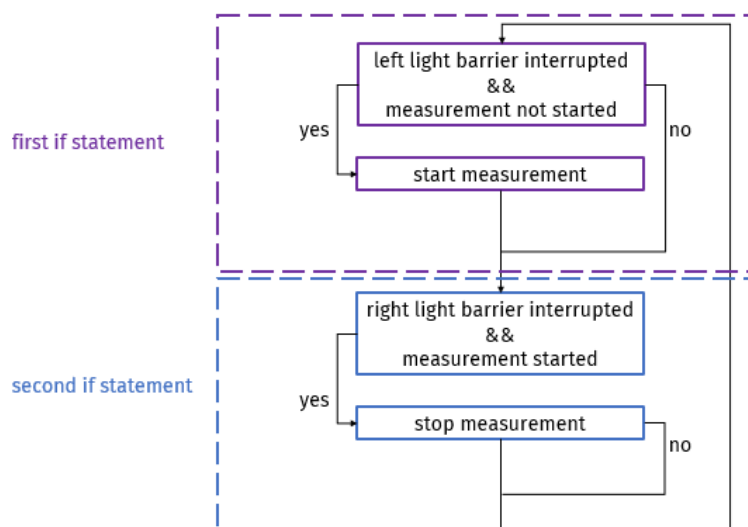 left light barrier interrupted
&&
measurement not started
yes
no
first if statement
start measurement
right light barrier interrupted
&&
measurement started
second if statement
yes
stop measurement
no